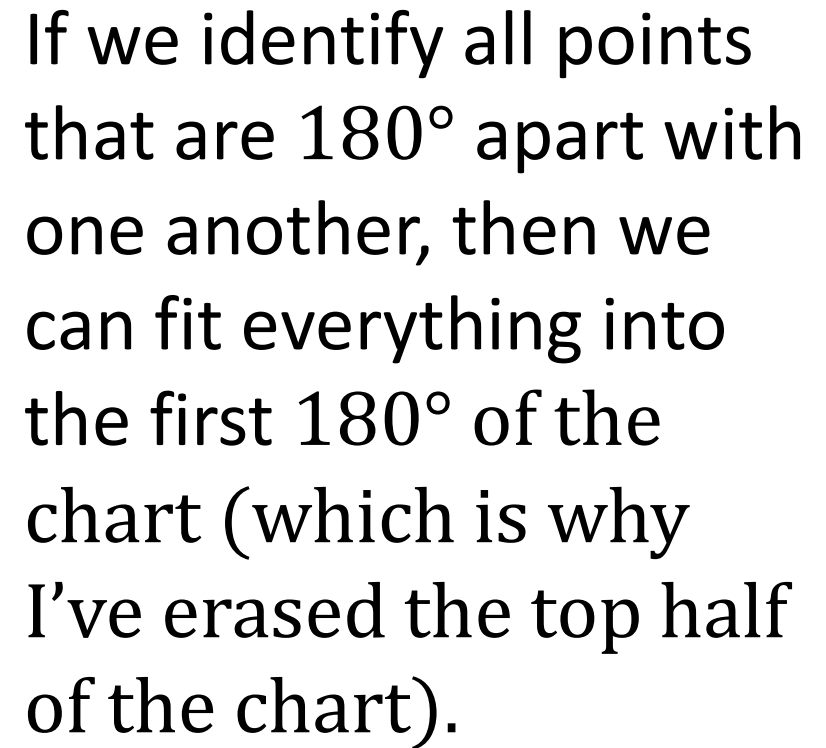 If we identify all points
that are 180° apart with
one another, then we
can fit everything into
the first 180° of the
chart (which is why
I’ve erased the top half
of the chart).